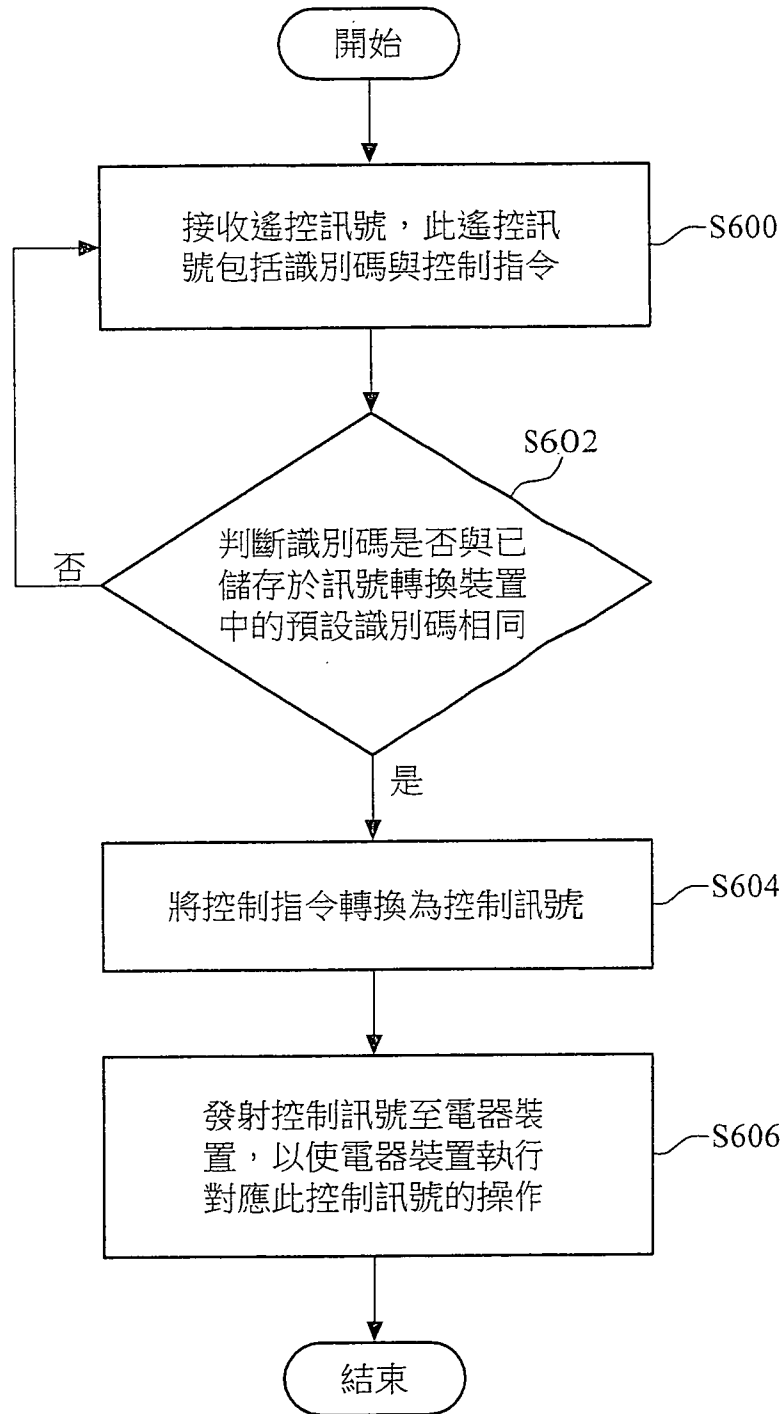 開始
接收遙控訊號，此遙控訊
號包括識別碼與控制指令
S600
S602
判斷識別碼是否與已
儲存於訊號轉換裝置
中的預設識別碼相同
否
是
將控制指令轉換為控制訊號
S604
發射控制訊號至電器裝
置，以使電器裝置執行
對應此控制訊號的操作
S606
結束